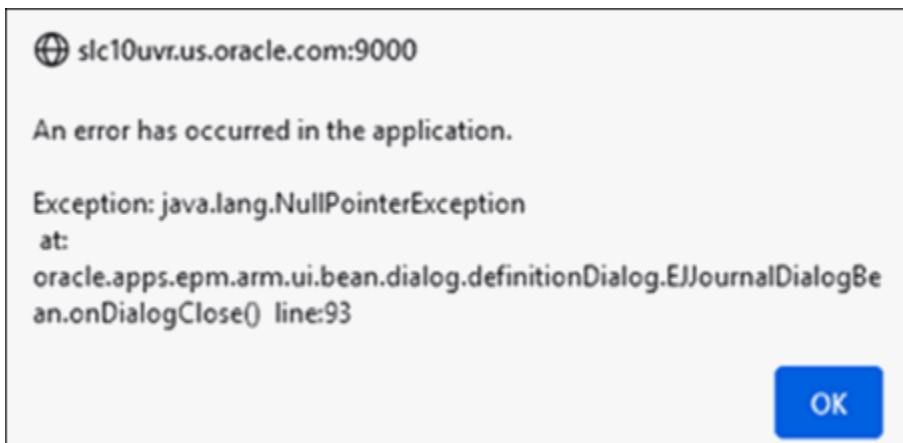 slc10uvr.us.oracle.com:9000
An error has occurred in the application.
Exception: java.lang.NullPointerException
at:
oracle.apps.epm.arm.ui.bean.dialog.definitionDialog.EJJournalDialogBe
an.onDialogClose() line:93
OK